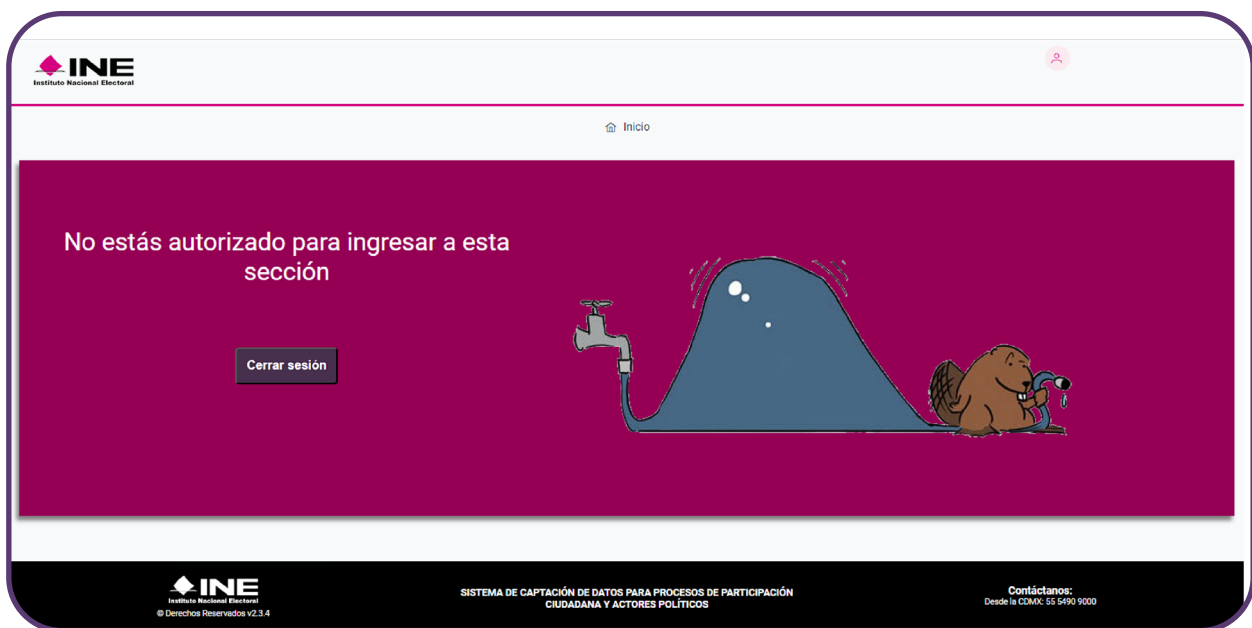 INE
Instituto Nacional Electoral
Inicio
No estás autorizado para ingresar a esta
sección
Cerrar sesión
INE
Instituto Nacional Electoral
© Derechos Reservados v2.3.4
SISTEMA DE CAPTACIÓN DE DATOS PARA PROCESOS DE PARTICIPACIÓN
CIUDADANA Y ACTORES POLÍTICOS
Contáctanos:
Desde la CDMX: 55 5490 9000